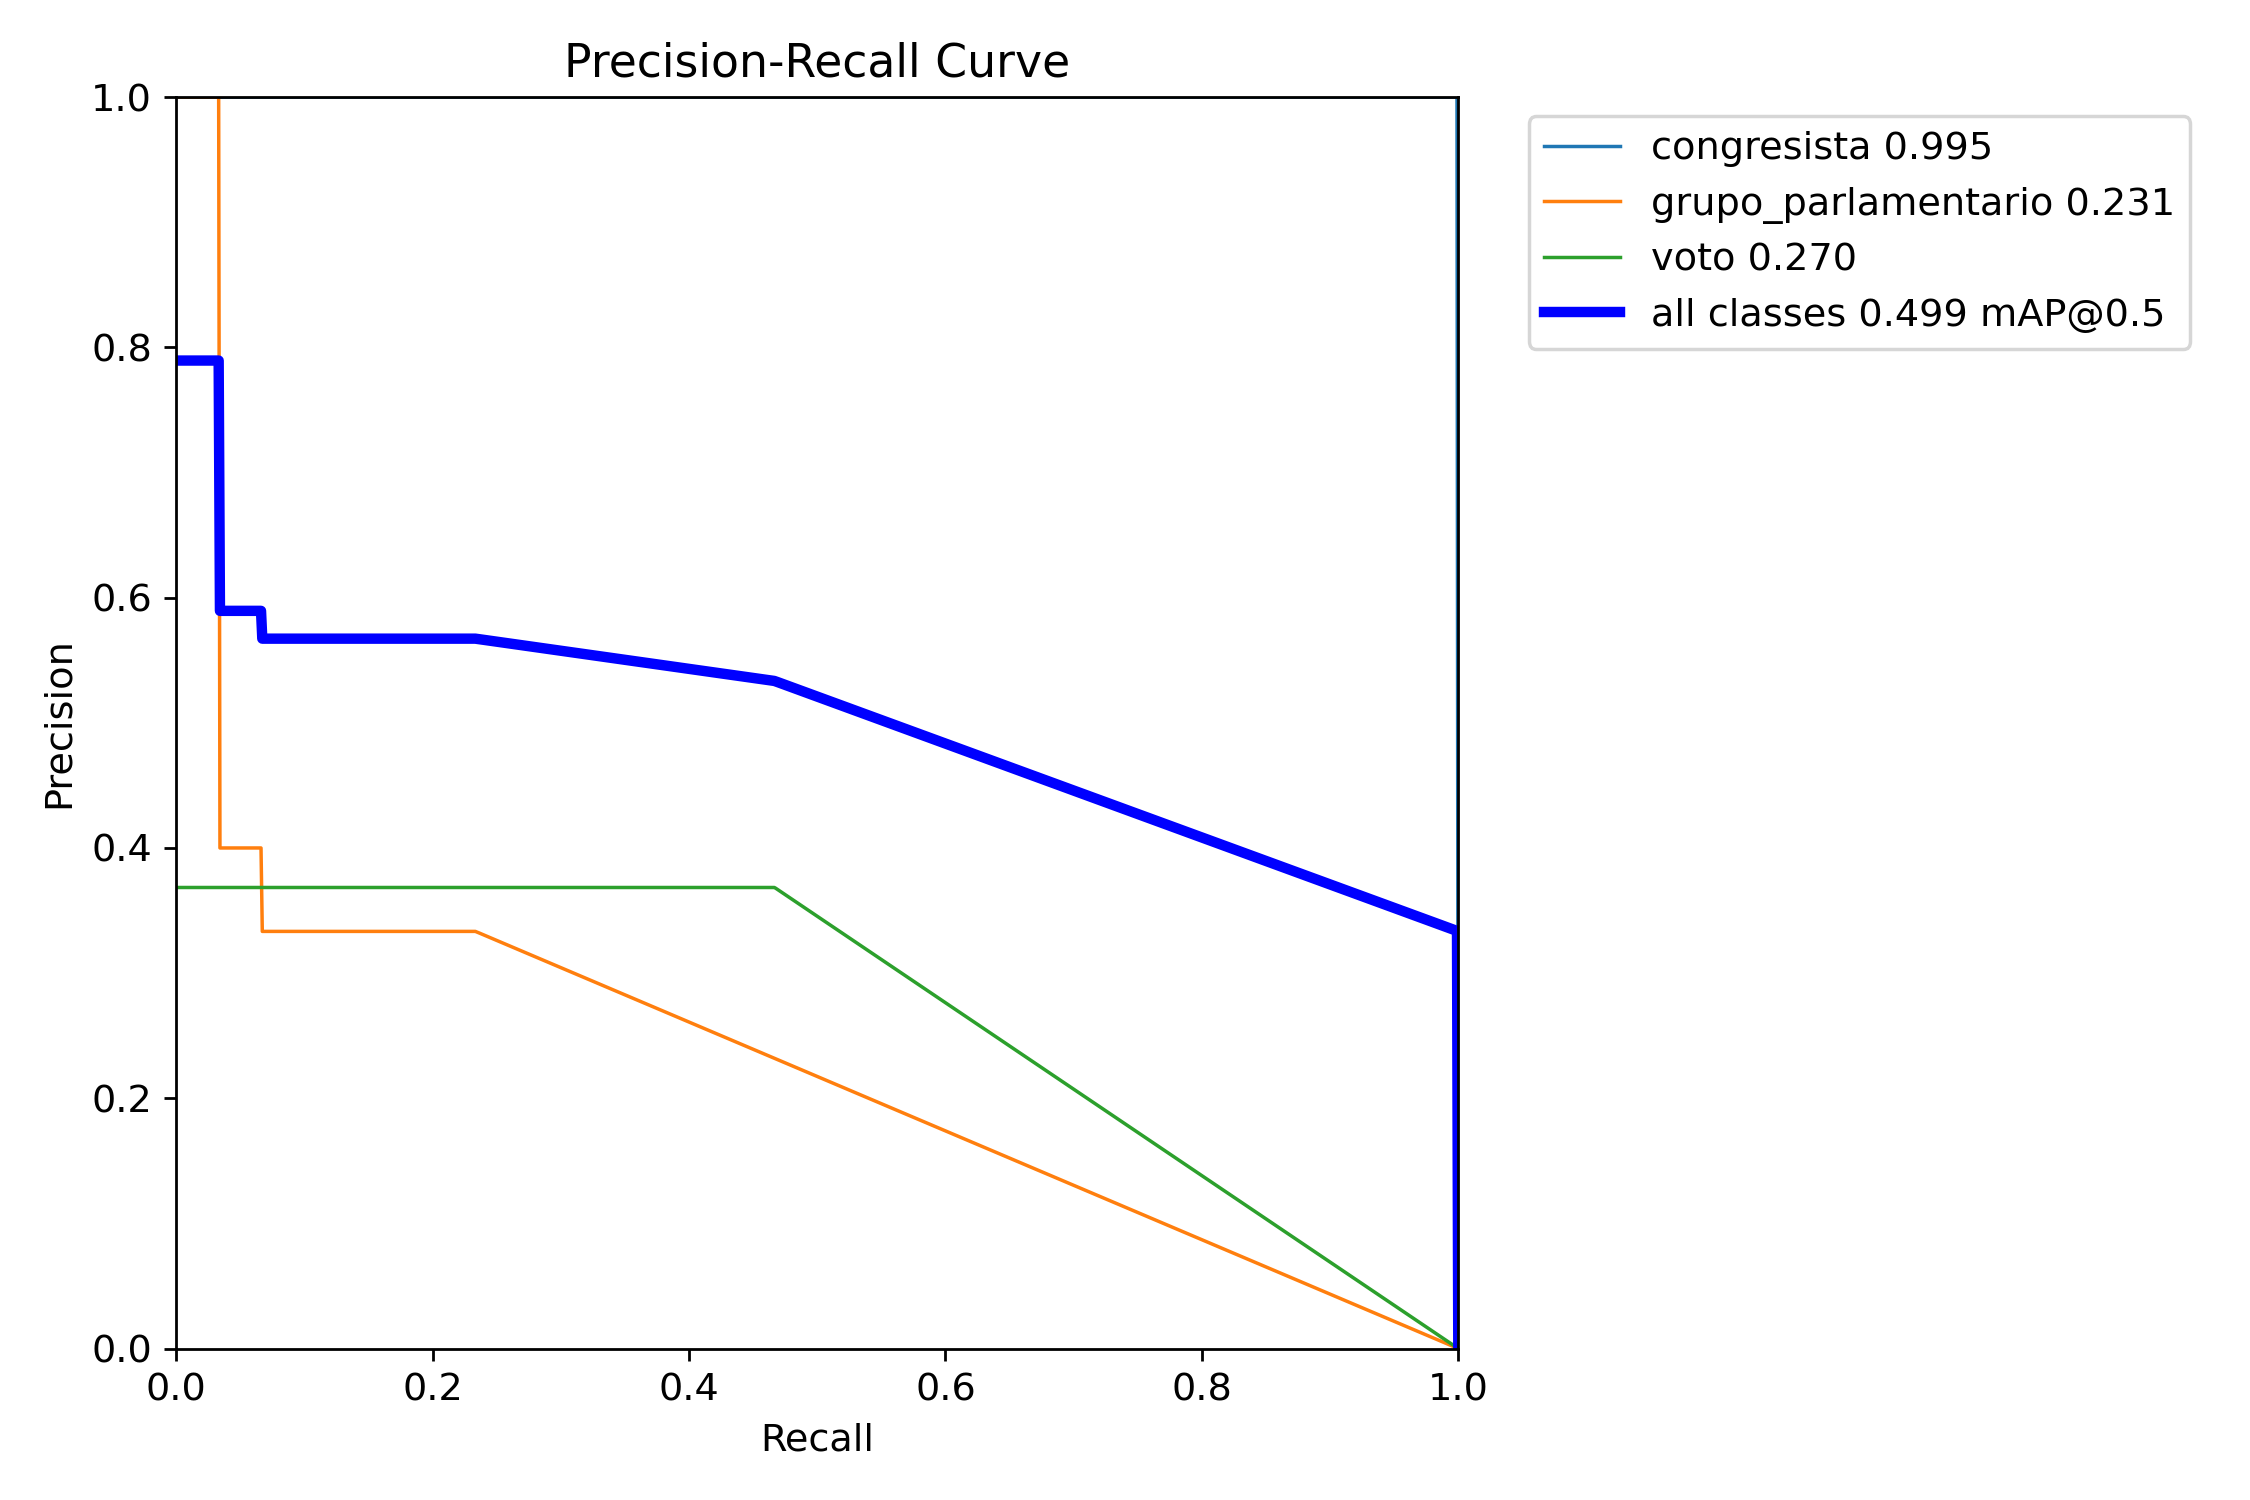 Precision-Recall Curve
1.0
0.8
0.6
0.4
0.2
0.0
Precision
0.0 0.2 0.4 0.6 0.8 1.0
Recall
congresista 0.995
grupo_parlamentario 0.231
voto 0.270
all classes 0.499 mAP@0.5